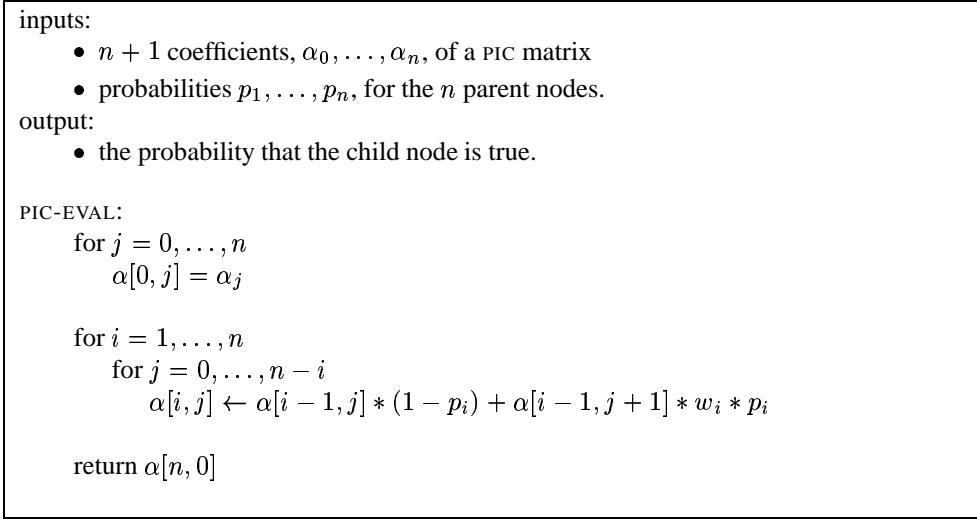 inputs:
• n + 1 coefficients, α₀, . . . , αₙ, of a PIC matrix
• probabilities p₁, . . . , pₙ, for the n parent nodes.
output:
• the probability that the child node is true.
PIC-EVAL:
for j = 0, . . . , n
α[0, j] = αⱼ
for i = 1, . . . , n
for j = 0, . . . , n − i
α[i, j] ← α[i − 1, j] ∗ (1 − pᵢ) + α[i − 1, j + 1] ∗ wᵢ ∗ pᵢ
return α[n, 0]